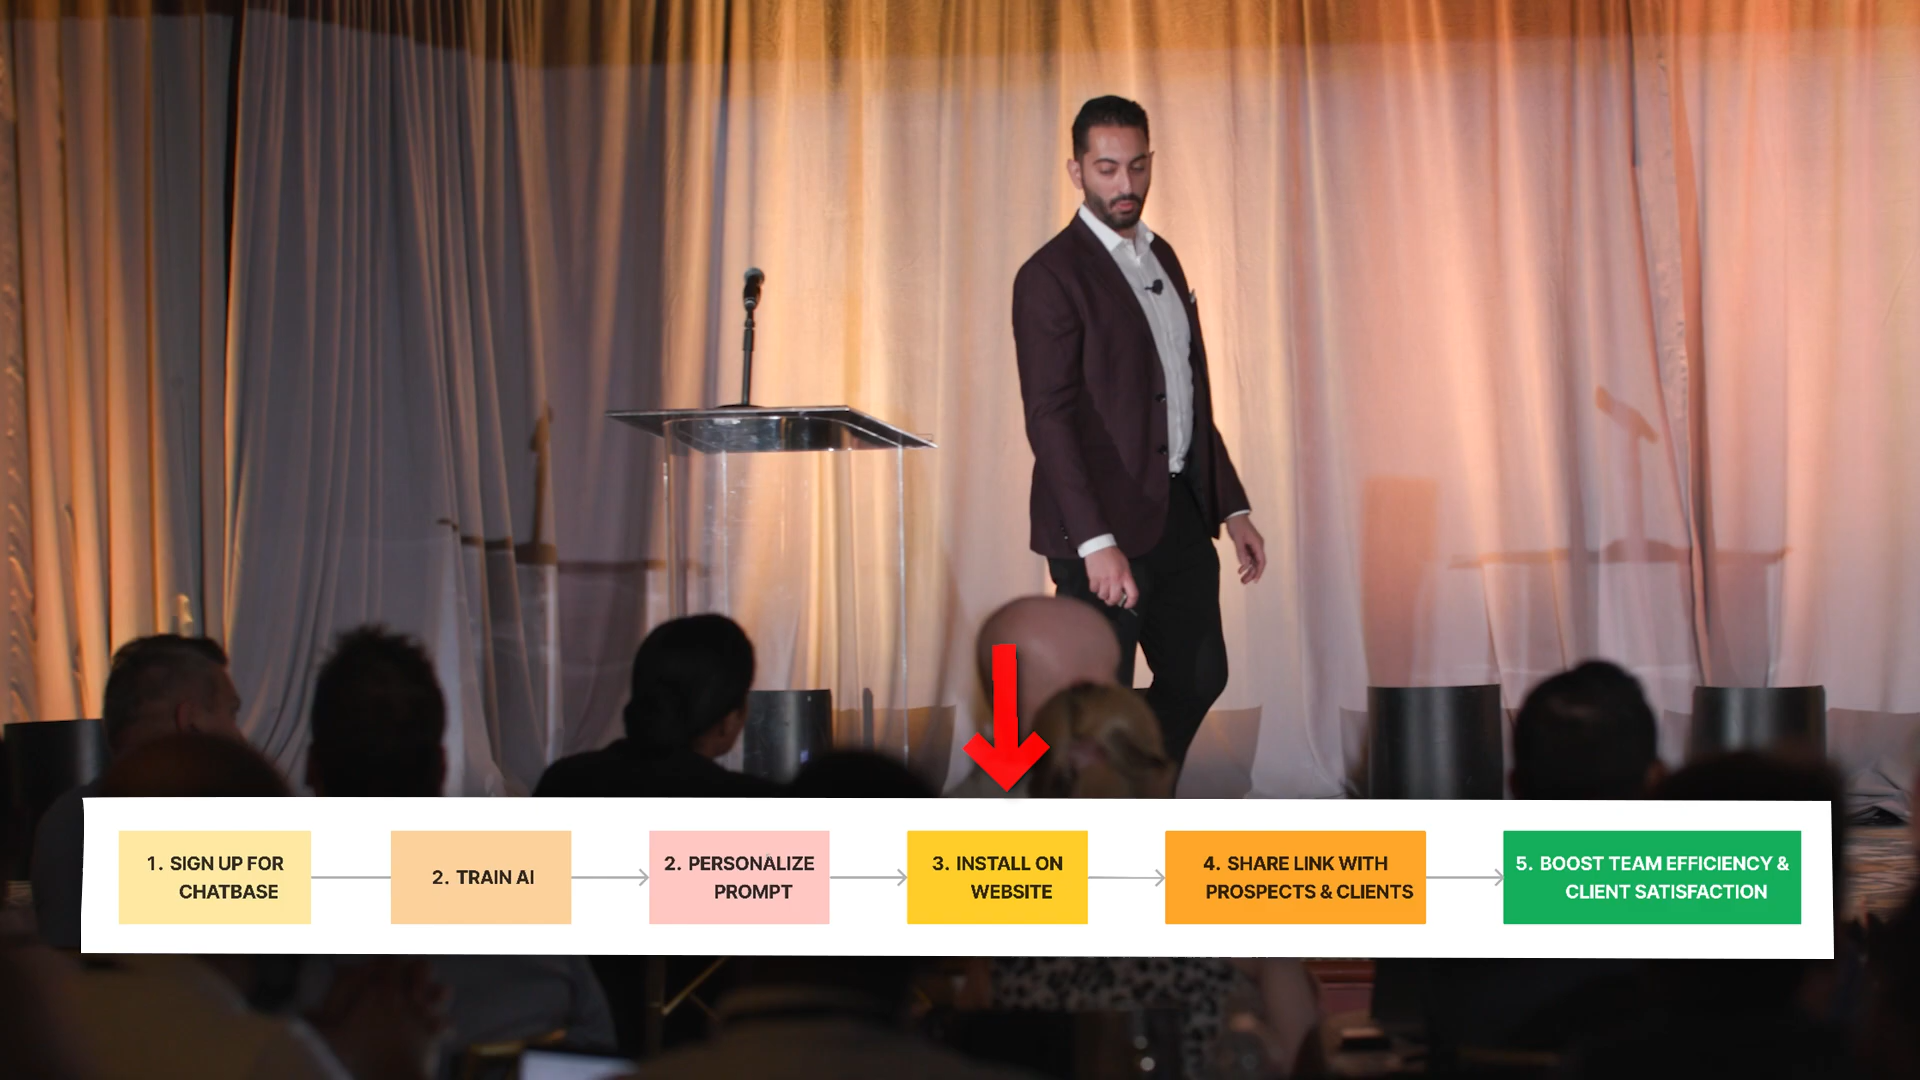 1. SIGN UP FOR
CHATBASE
2. TRAIN AI
2. PERSONALIZE
PROMPT
3. INSTALL ON
WEBSITE
4. SHARE LINK WITH
PROSPECTS & CLIENTS
5. BOOST TEAM EFFICIENCY &
CLIENT SATISFACTION